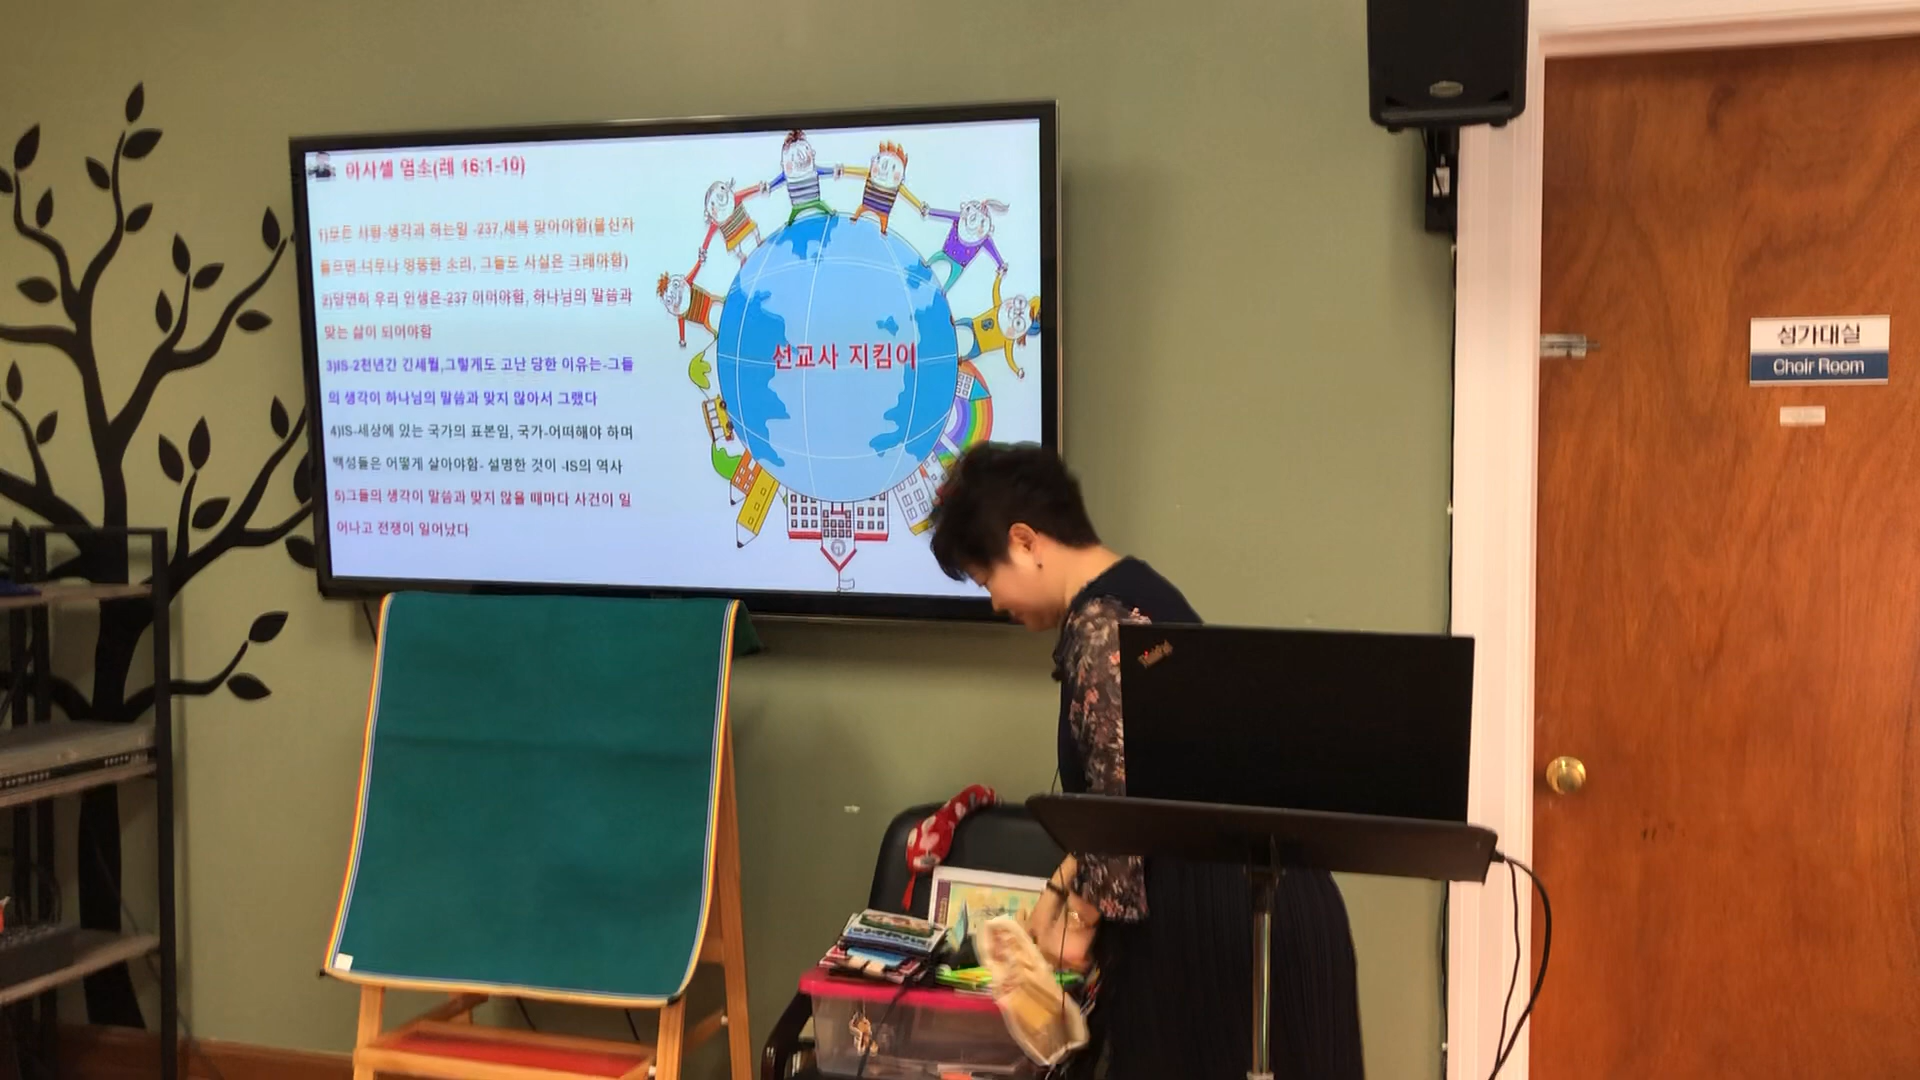 아사셀 염소(레 16:1-10)
1)모든 사람-생각과 하는일 -237,세복 맞아야함(불신자
들으면-너무나 엉뚱한 소리, 그들도 사실은 그래야함)
2)당연히 우리 인생은-237 이어야함, 하나님의 말씀과
맞는 삶이 되어야함
3)IS-2천년간 긴세월,그렇게도 고난 당한 이유는-그들
의 생각이 하나님의 말씀과 맞지 않아서 그랬다
4)IS-세상에 있는 국가의 표본임, 국가-어떠해야 하며
백성들은 어떻게 살아야함- 설명한 것이 -IS의 역사
5)그들의 생각이 말씀과 맞지 않을 때마다 사건이 일
어나고 전쟁이 일어났다
선교사 지킴이
성가대실
Choir Room
ThinkPad